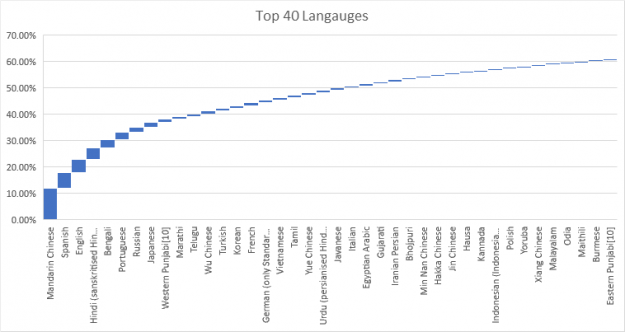 Top 40 Langauges
70.00%
60.00%
50.00%
40.00%
30.00%
20.00%
10.00%
0.00%
Mandarin Chinese
Spanish
English
Hindi (sanskritised Hin...
Bengali
Portuguese
Russian
Japanese
Western Punjabi[10]
Marathi
Telugu
Wu Chinese
Turkish
Korean
French
German (only Standar...
Vietnamese
Tamil
Yue Chinese
Urdu (persianised Hind...
Javanese
Italian
Egyptian Arabic
Gujarati
Iranian Persian
Bhojpuri
Min Nan Chinese
Hakka Chinese
Jin Chinese
Hausa
Kannada
Indonesian (Indonesia...
Polish
Yoruba
Xiang Chinese
Malayalam
Odia
Maithili
Burmese
Eastern Punjabi[10]